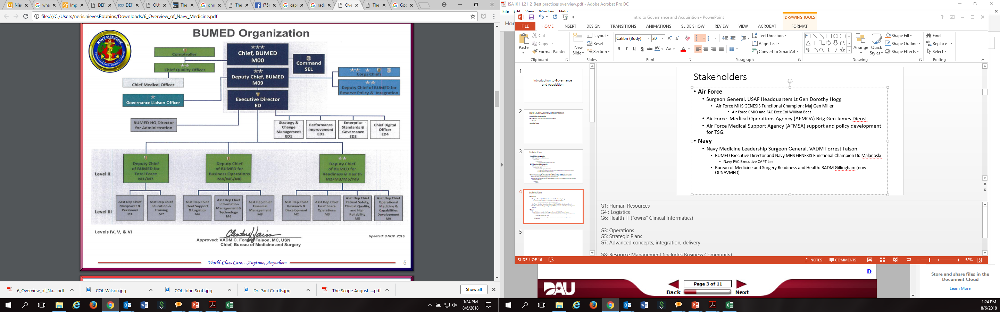 Niev
wha
Imp
DEF
DEF
OUS
The
dhm
The
(75)
cap
radr
Ove
The
Goo
file:///C:/Users/neris.nievesRobbins/Downloads/6_Overview_of_Navy_Medicine.pdf
BUMED Organization
NAVY MEDICINE
WORLD-CLASS CARE... ANYTIME, ANYWHERE
Comptroller
Chief Quality Officer
Chief Medical Officer
Governance Liaison Officer
Chief, BUMED
M00
Deputy Chief, BUMED
M09
Executive Director
ED
Command
SEL
Corps Chiefs
Deputy Chief of BUMED for
Reserve Policy & Integration
BUMED HQ Director
for Administration
Strategy &
Change
Management
ED1
Performance
Improvement
ED2
Enterprise
Standards &
Governance
ED3
Chief Digital
Officer
ED4
Level II
Deputy Chief
of BUMED for
Total Force
M1/M7
Deputy Chief
of BUMED for
Business Operations
M4/M6/M8
Deputy Chief
of BUMED for
Readiness & Health
M2/M3/M5/M9
Level III
Asst Dep Chief
Manpower &
Personnel
M1
Asst Dep Chief
Education &
Training
M7
Asst Dep Chief
Fleet Support
& Logistics
M4
Asst Dep Chief
Information
Management &
Technology
M6
Asst Dep Chief
Financial
Management
M8
Asst Dep Chief
Research &
Development
M2
Asst Dep Chief
Healthcare
Operations
M3
Asst Dep Chief
Patient Safety,
Clinical Quality,
and High
Reliability
M5
Asst Dep Chief
Operational
Medicine &
Capabilities
Development
M9
Levels IV, V, & VI
Approved: VADM C. Forrest Faison, MC, USN
Chief, Bureau of Medicine and Surgery
Updated: 9 NOV 2016
World-Class Care...Anytime, Anywhere
5
6_Overview_of_Na....pdf
COL Wilson.jpg
COL John Scott.jpg
Dr. Paul Cordts.jpg
The Scope August ....pdf
Show all
1:24 PM
8/6/2018
ISA101_L21_2_Best practices overview.pdf - Adobe Acrobat Pro DC
File Edit View Window Help
Hor
Intro to Governance and Acquisition - PowerPoint
DRAWING TOOLS
FILE HOME INSERT DESIGN TRANSITIONS ANIMATIONS SLIDE SHOW REVIEW VIEW ACROBAT FORMAT
Paste
Cut
Copy
Format Painter
Clipboard
New
Slide
Layout
Reset
Section
Slides
Calibri (Body) 20
Font
Text Direction
Align Text
Convert to SmartArt
Paragraph
Arrange
Quick
Styles
Shape Fill
Shape Outline
Shape Effects
Drawing
Find
Replace
Select
Editing
1
Introduction to Governance
and Acquisition
2
High Level Overview: Stakeholders
Acquisition Community
Functional and Technical Communities
Vendor Team
3
Stakeholders
4
Stakeholders
5
Stakeholders
• Air Force
• Surgeon General, USAF Headquarters Lt Gen Dorothy Hogg
• Air Force MHS GENESIS Functional Champion: Maj Gen Miller
• Air Force CMIO and FAC Exec Col William Baez
• Air Force Medical Operations Agency (AFMOA) Brig Gen James Dienst
• Air Force Medical Support Agency (AFMSA) support and policy development
for TSG.
• Navy
• Navy Medicine Leadership Surgeon General, VADM Forrest Faison
• BUMED Executive Director and Navy MHS GENESIS Functional Champion Dr. Malanoski
• Navy FAC Executive CAPT Leal
• Bureau of Medicine and Surgery Readiness and Health: RADM Gillingham (now
OPNAVMED)
G1: Human Resources
G4 : Logistics
G6: Health IT ("owns" Clinical Informatics)
G3: Operations
G5: Strategic Plans
G7: Advanced concepts, integration, delivery
G8: Resource Management (includes Business Community)
SLIDE 4 OF 16
NOTES
COMMENTS
52%
D
DAU
Back
Page 3 of 11
Next
Store and share files in the
Document Cloud
Learn More
1:24 PM
8/6/2018